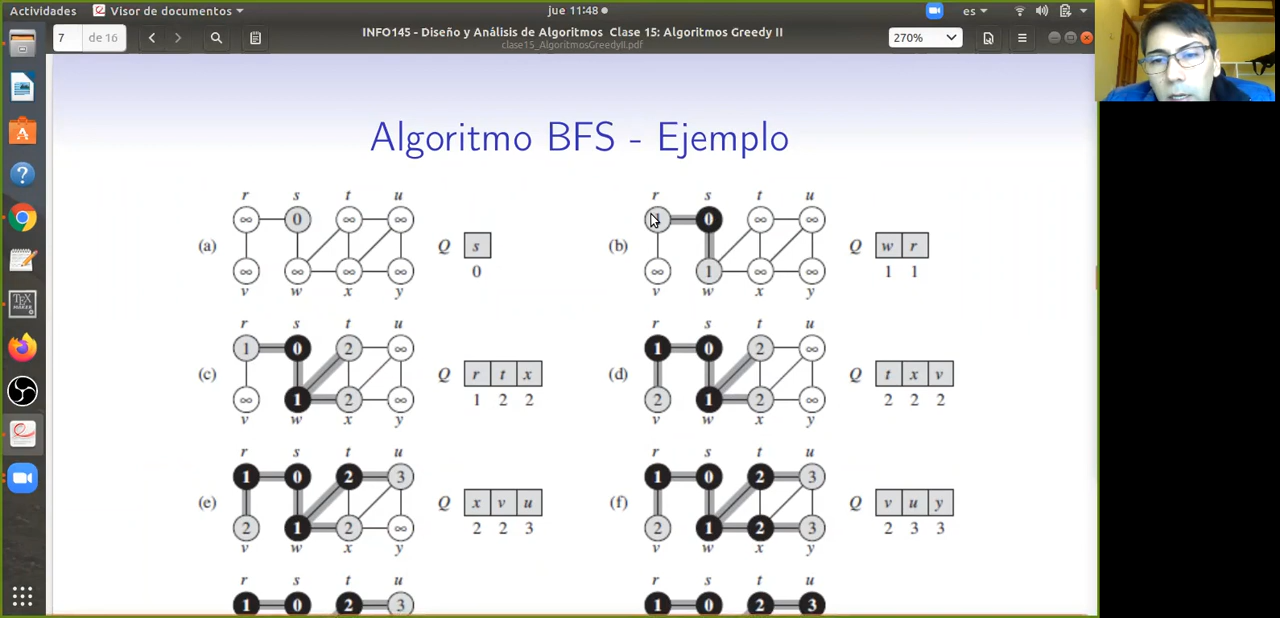 Actividades Visor de documentos jue 11:48 es
7 de 16 INFO145 - Diseño y Análisis de Algoritmos Clase 15: Algoritmos Greedy II 270%
clase15_AlgoritmosGreedyII.pdf
Algoritmo BFS - Ejemplo
r s t u
∞ 0 ∞ ∞
(a) Q s
0
∞ ∞ ∞ ∞
v w x y
r s t u
0 ∞ ∞
(b) Q w r
1 1
∞ 1 ∞ ∞
v w x y
r s t u
1 0 2 ∞
(c) Q r t x
1 2 2
∞ 1 2 ∞
v w x y
r s t u
1 0 2 ∞
(d) Q t x v
2 2 2
2 1 2 ∞
v w x y
r s t u
1 0 2 3
(e) Q x v u
2 2 3
2 1 2 ∞
v w x y
r s t u
1 0 2 3
(f) Q v u y
2 3 3
2 1 2 3
v w x y
r s t u
1 0 2 3
r s t u
1 0 2 3